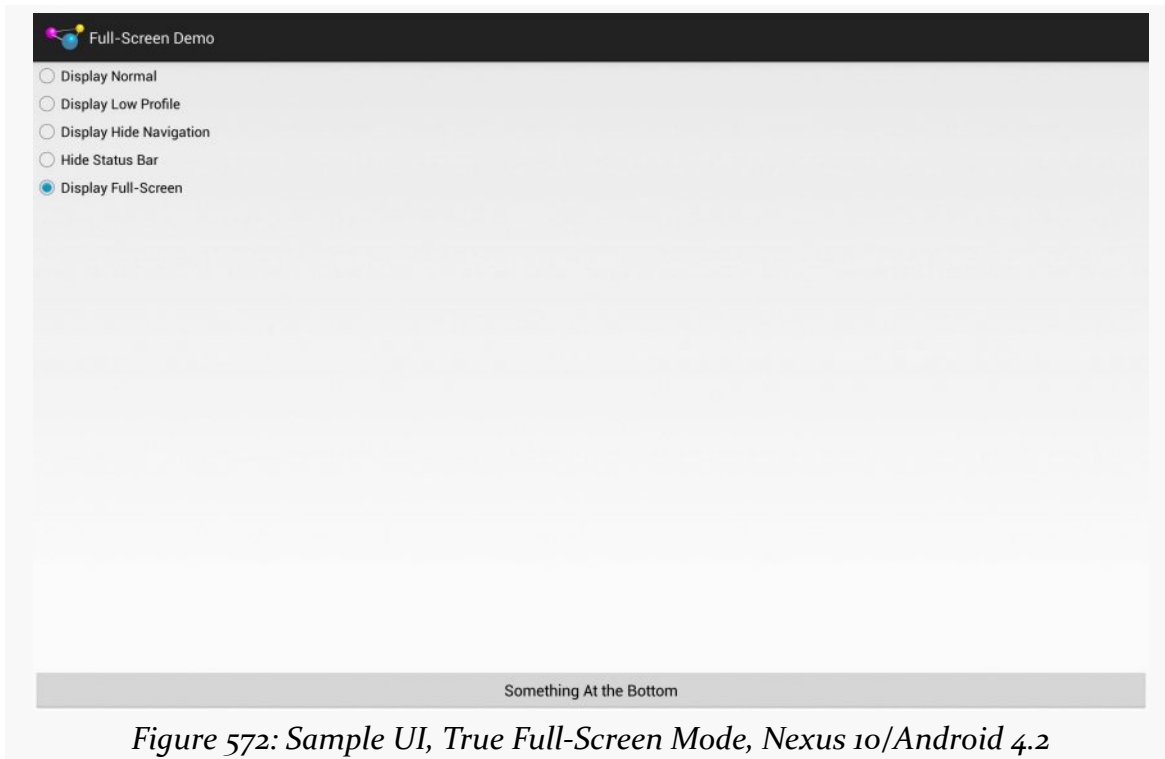 Full-Screen Demo
Display Normal
Display Low Profile
Display Hide Navigation
Hide Status Bar
Display Full-Screen
Something At the Bottom
Figure 572: Sample UI, True Full-Screen Mode, Nexus 10/Android 4.2